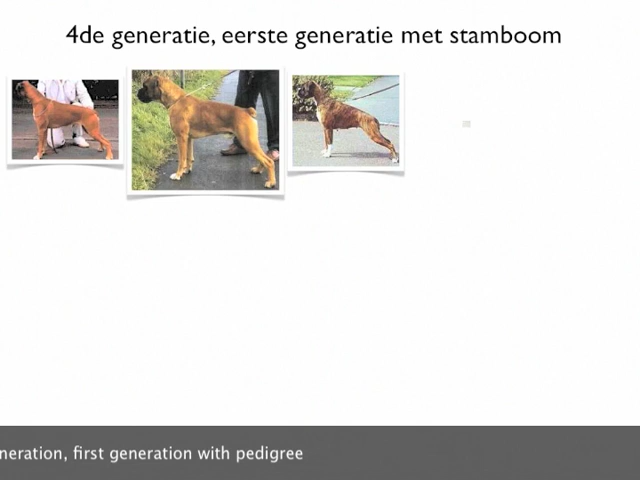 4de generatie, eerste generatie met stamboom
neration, first generation with pedigree